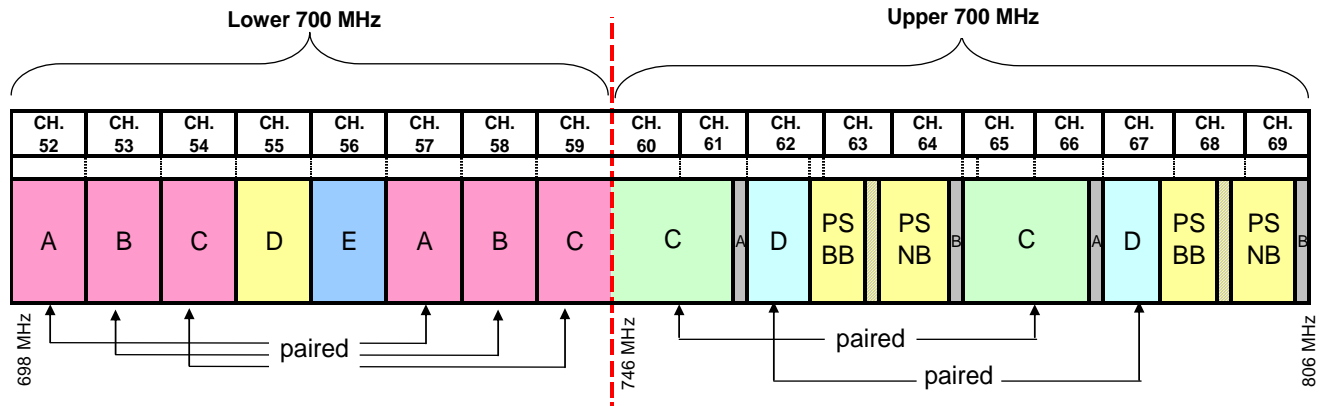 Lower 700 MHz Upper 700 MHz
CH. CH. CH. CH. CH. CH. CH. CH. CH. CH. CH. CH. CH. CH. CH. CH. CH. CH.
52 53 54 55 56 57 58 59 60 61 62 63 64 65 66 67 68 69
A B C D E A B C C A D PS BB PS NB B C A D PS BB PS NB B
paired paired
paired
698 MHz 746 MHz 806 MHz